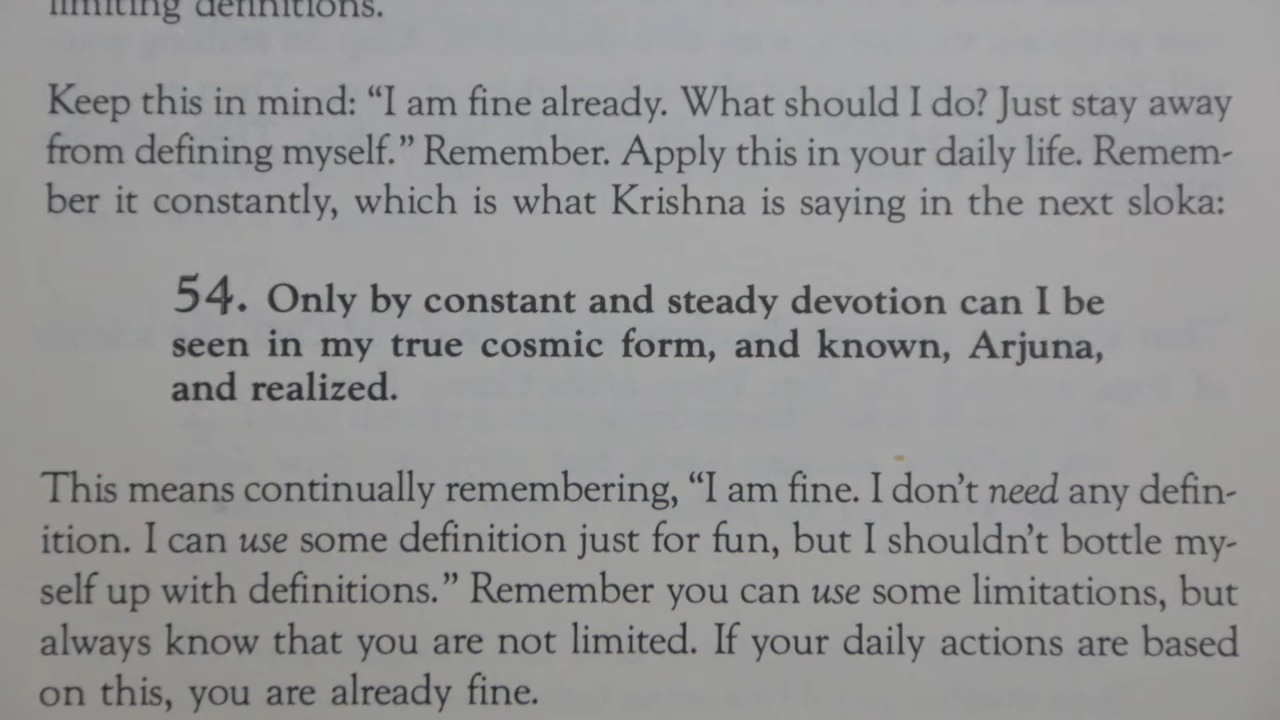 limiting definitions.
Keep this in mind: “I am fine already. What should I do? Just stay away
from defining myself.” Remember. Apply this in your daily life. Remem-
ber it constantly, which is what Krishna is saying in the next sloka:
54. Only by constant and steady devotion can I be
seen in my true cosmic form, and known, Arjuna,
and realized.
This means continually remembering, “I am fine. I don’t need any defin-
ition. I can use some definition just for fun, but I shouldn’t bottle my-
self up with definitions.” Remember you can use some limitations, but
always know that you are not limited. If your daily actions are based
on this, you are already fine.